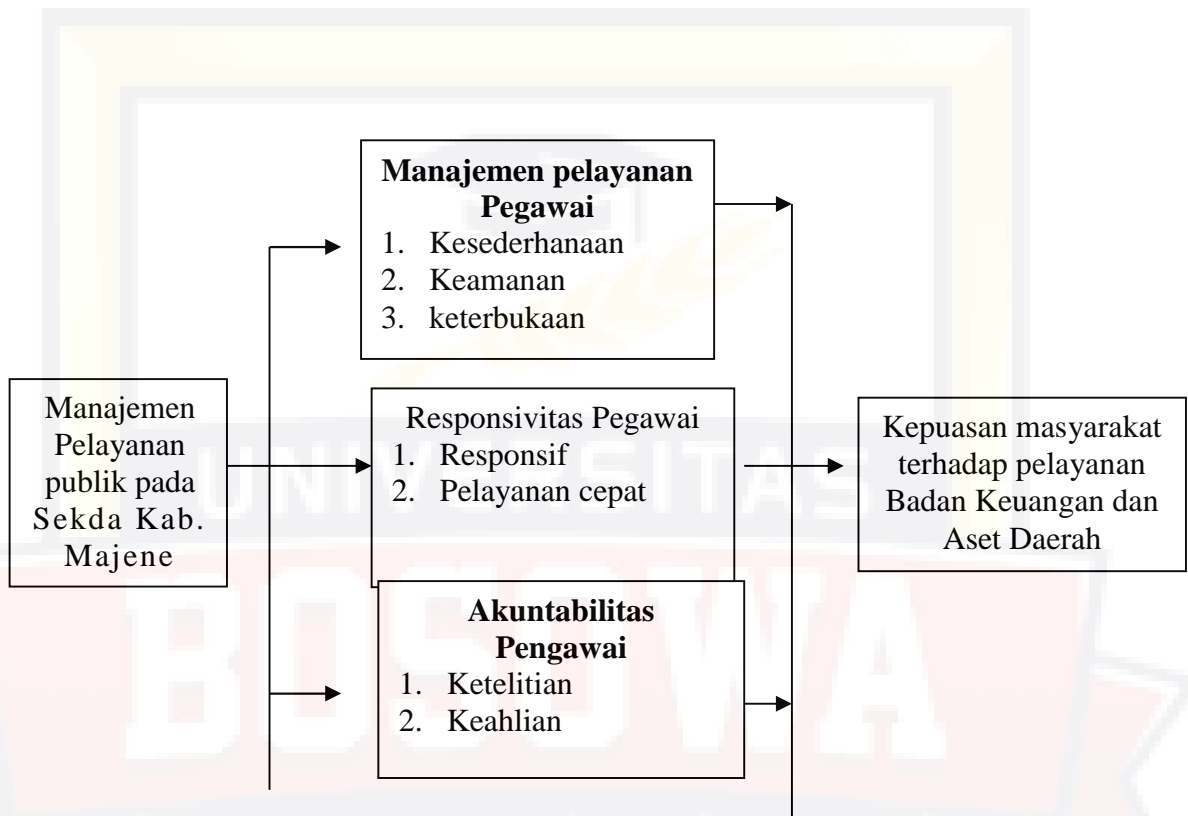 Manajemen pelayanan
Pegawai
1. Kesederhanaan
2. Keamanan
3. keterbukaan
Manajemen
Pelayanan
publik pada
Sekda Kab.
Majene
Responsivitas Pegawai
1. Responsif
2. Pelayanan cepat
Kepuasan masyarakat
terhadap pelayanan
Badan Keuangan dan
Aset Daerah
Akuntabilitas
Pengawai
1. Ketelitian
2. Keahlian
UNIVERSITAS
BOSOWA